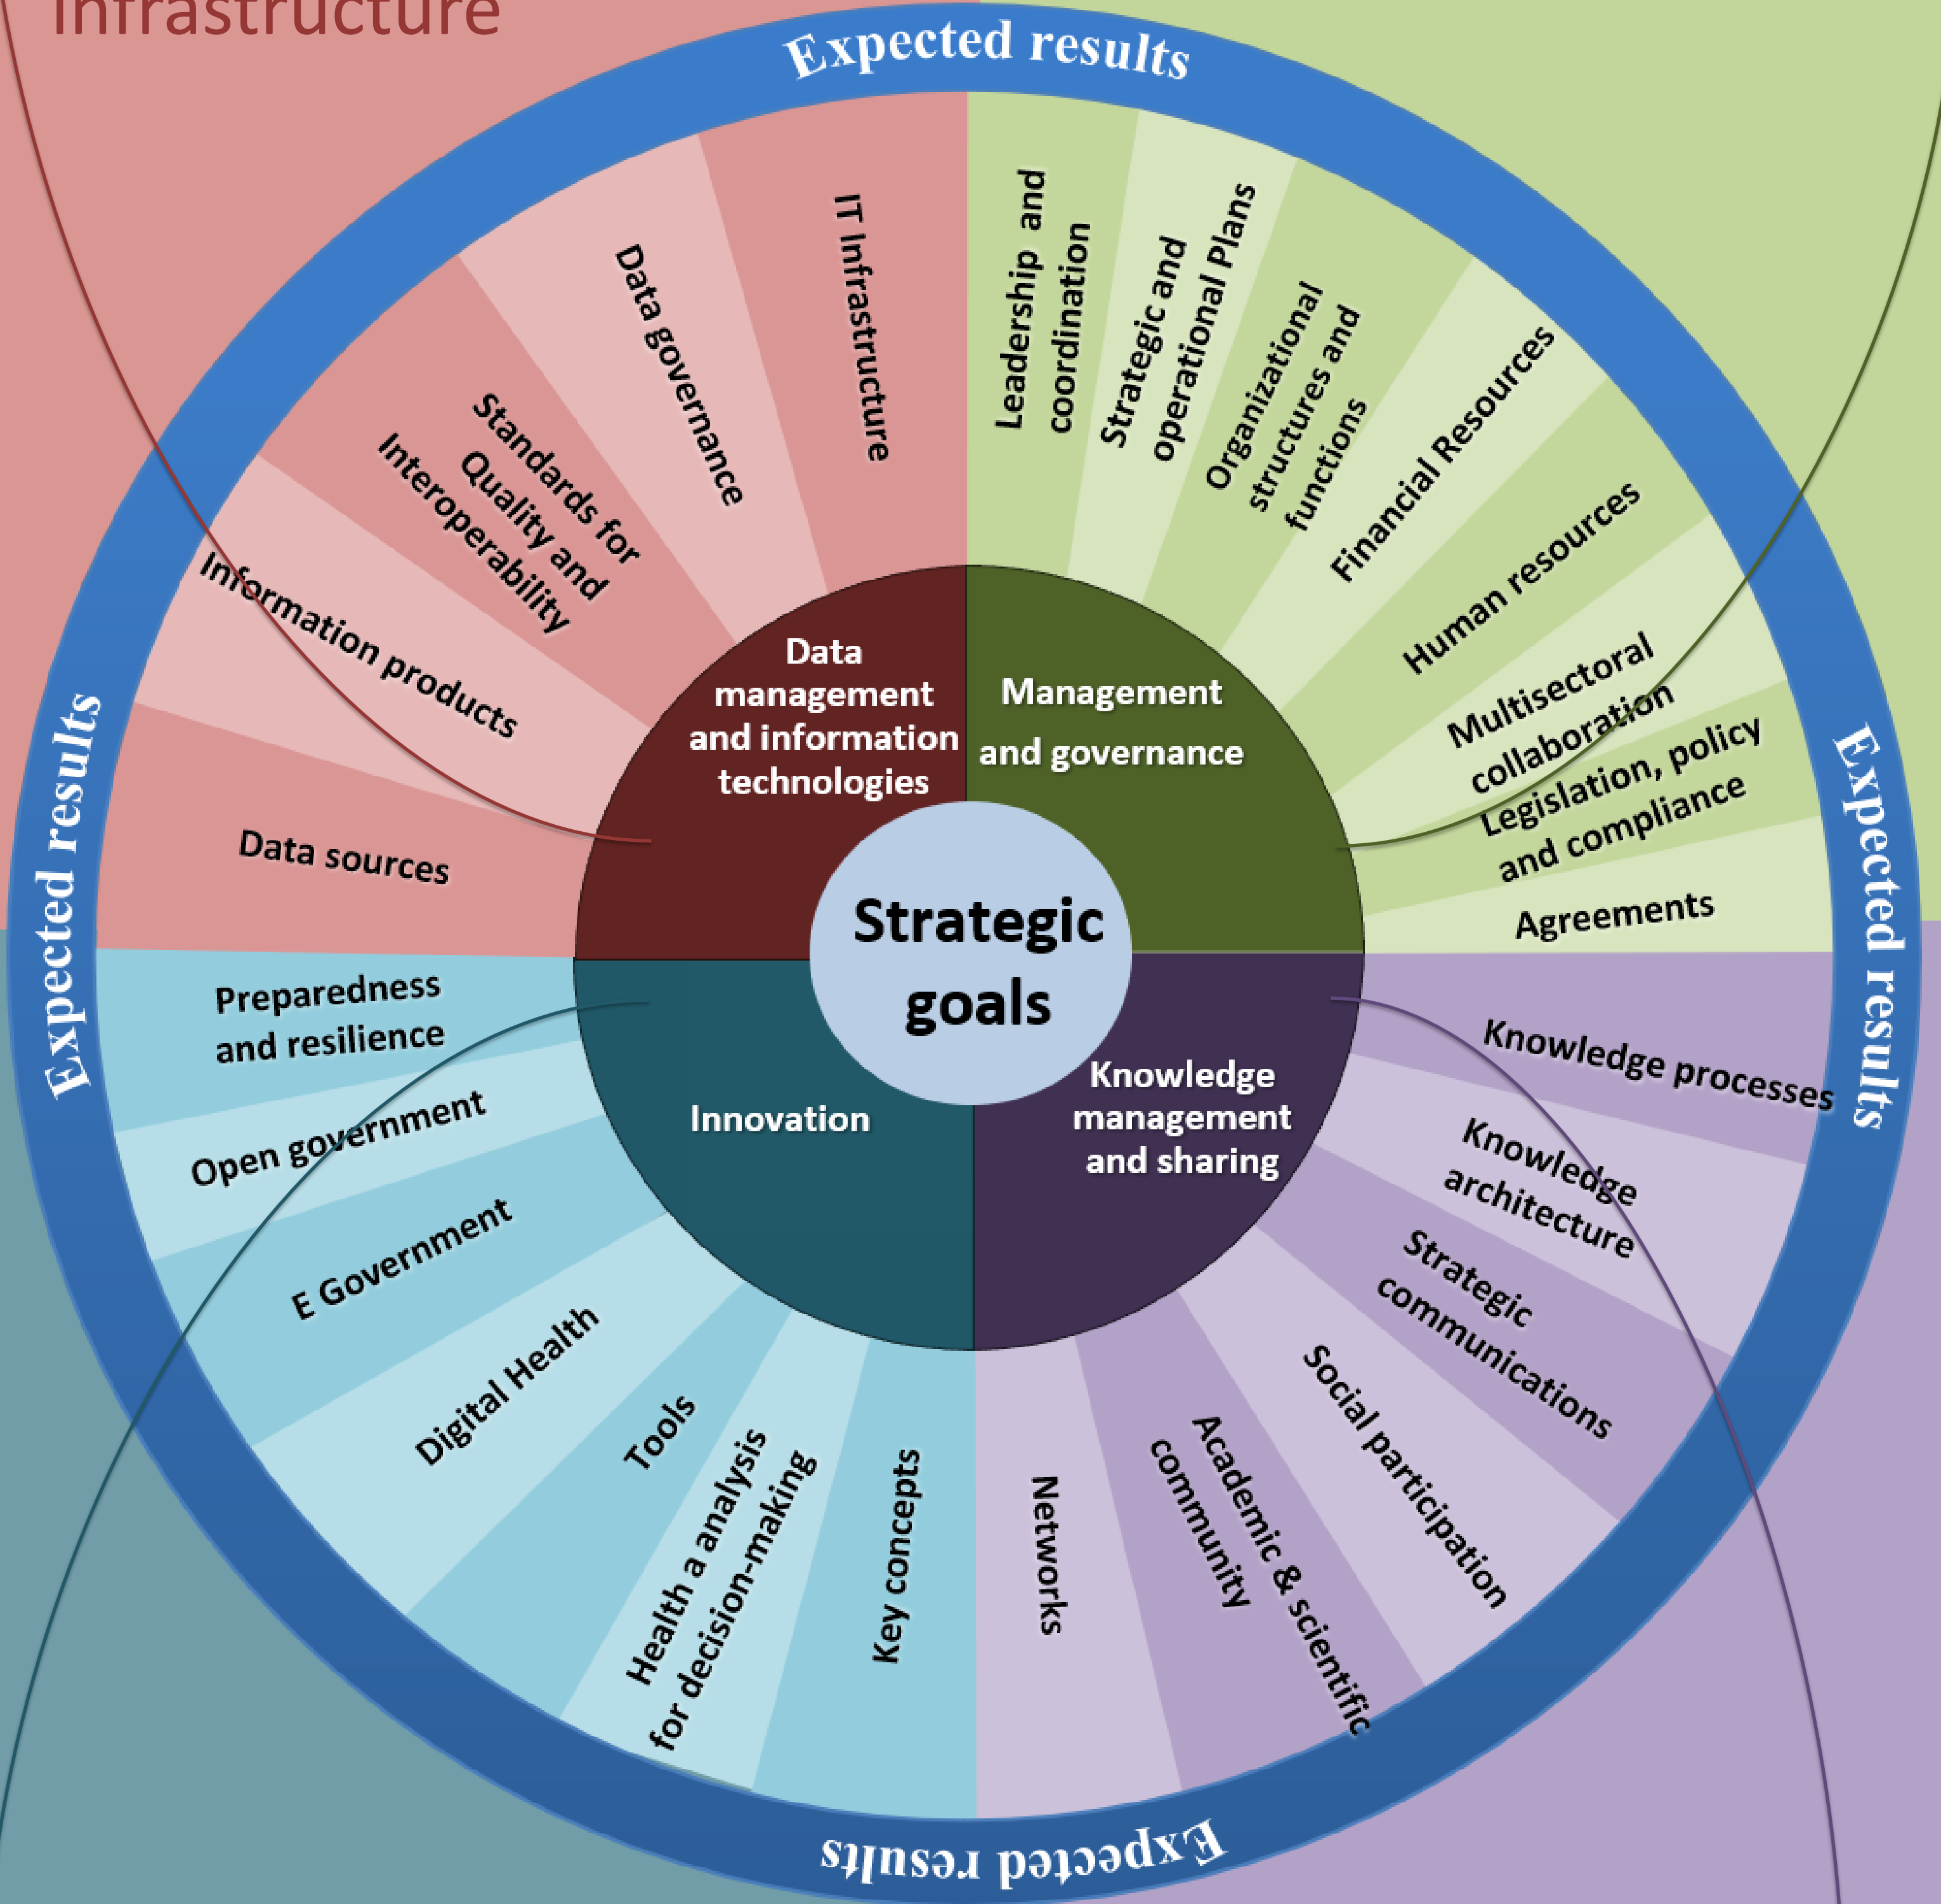 Infrastructure
Expected results
Expected results
Expected results
Expected results
Strategic
goals
Data
management
and information
technologies
Management
and governance
Innovation
Knowledge
management
and sharing
Leadership and
coordination
Strategic and
operational Plans
Organizational
structures and
functions
Financial Resources
Human resources
Multisectoral
collaboration
Legislation, policy
and compliance
Agreements
Knowledge processes
Knowledge
architecture
Strategic
communications
Social participation
Academic & scientific
community
Networks
Key concepts
Health a analysis
for decision-making
Tools
Digital Health
E Government
Open government
Preparedness
and resilience
Data sources
Information products
Standards for
Quality and
Interoperability
Data governance
IT Infrastructure